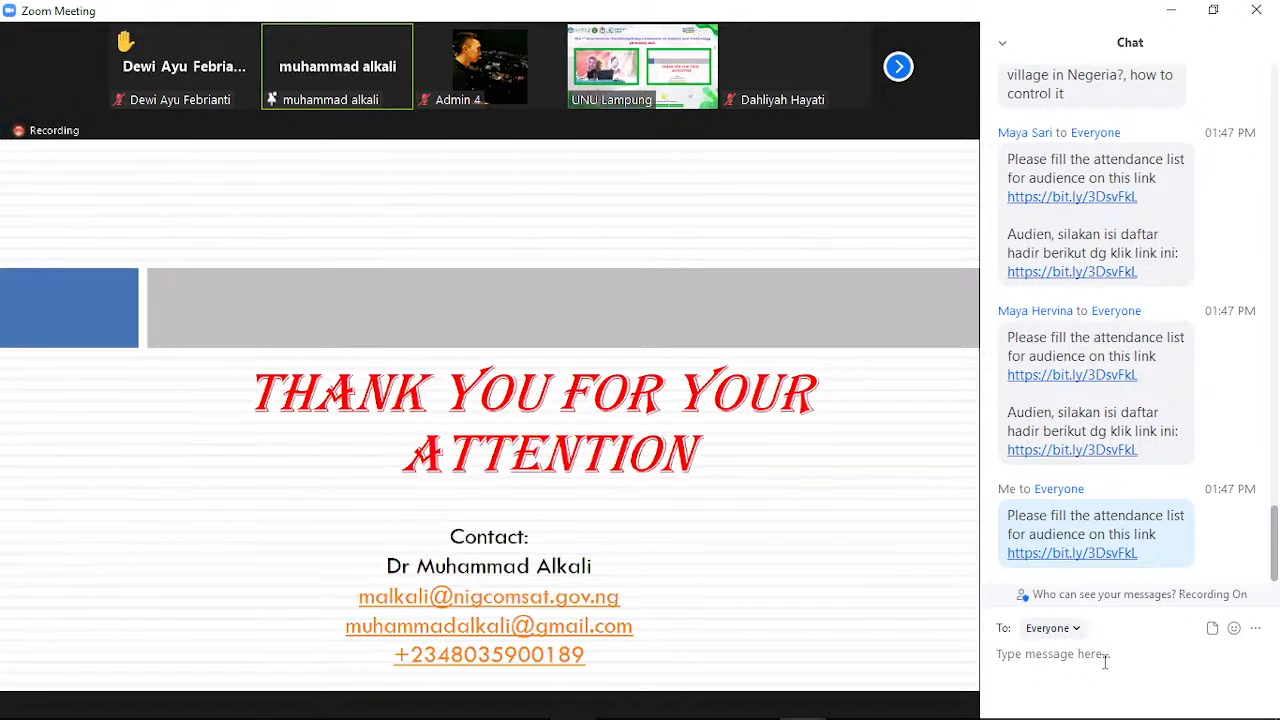 Zoom Meeting
Dewi Ayu Febria...
Dewi Ayu Febrianti
muhammad alkali
muhammad alkali
Admin 4
THANK YOU FOR YOUR
ATTENTION
UNU Lampung
Dahliyah Hayati
Recording
THANK YOU FOR YOUR
ATTENTION
Contact:
Dr Muhammad Alkali
malkali@nigcomsat.gov.ng
muhammadalkali@gmail.com
+2348035900189
Chat
village in NIgeria?, how to
control it
Maya Sari to Everyone 01:47 PM
Please fill the attendance list
for audience on this link
https://bit.ly/3DsvFkL
Audien, silakan isi daftar
hadir berikut dg klik link ini:
https://bit.ly/3DsvFkL
Maya Hervina to Everyone 01:47 PM
Please fill the attendance list
for audience on this link
https://bit.ly/3DsvFkL
Audien, silakan isi daftar
hadir berikut dg klik link ini:
https://bit.ly/3DsvFkL
Me to Everyone 01:47 PM
Please fill the attendance list
for audience on this link
https://bit.ly/3DsvFkL
Who can see your messages? Recording On
To: Everyone
Type message here...